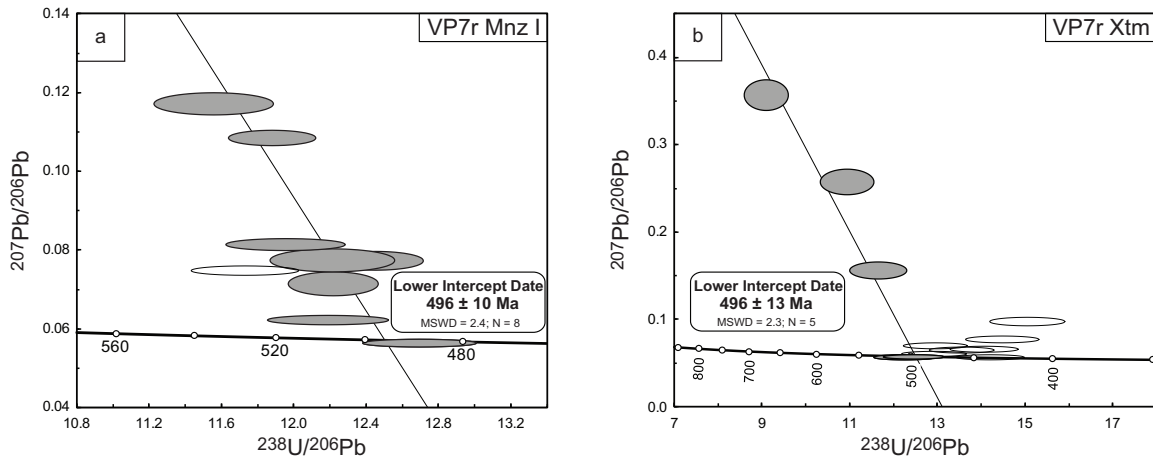 a
VP7r Mnz I
0.14
0.12
0.10
0.08
0.06
0.04
²⁰⁷Pb/²⁰⁶Pb
Lower Intercept Date
496 ± 10 Ma
MSWD = 2.4; N = 8
560
520
480
10.8
11.2
11.6
12.0
12.4
12.8
13.2
²³⁸U/²⁰⁶Pb
b
VP7r Xtm
0.4
0.3
0.2
0.1
0.0
²⁰⁷Pb/²⁰⁶Pb
Lower Intercept Date
496 ± 13 Ma
MSWD = 2.3; N = 5
800
700
600
500
400
7
9
11
13
15
17
²³⁸U/²⁰⁶Pb